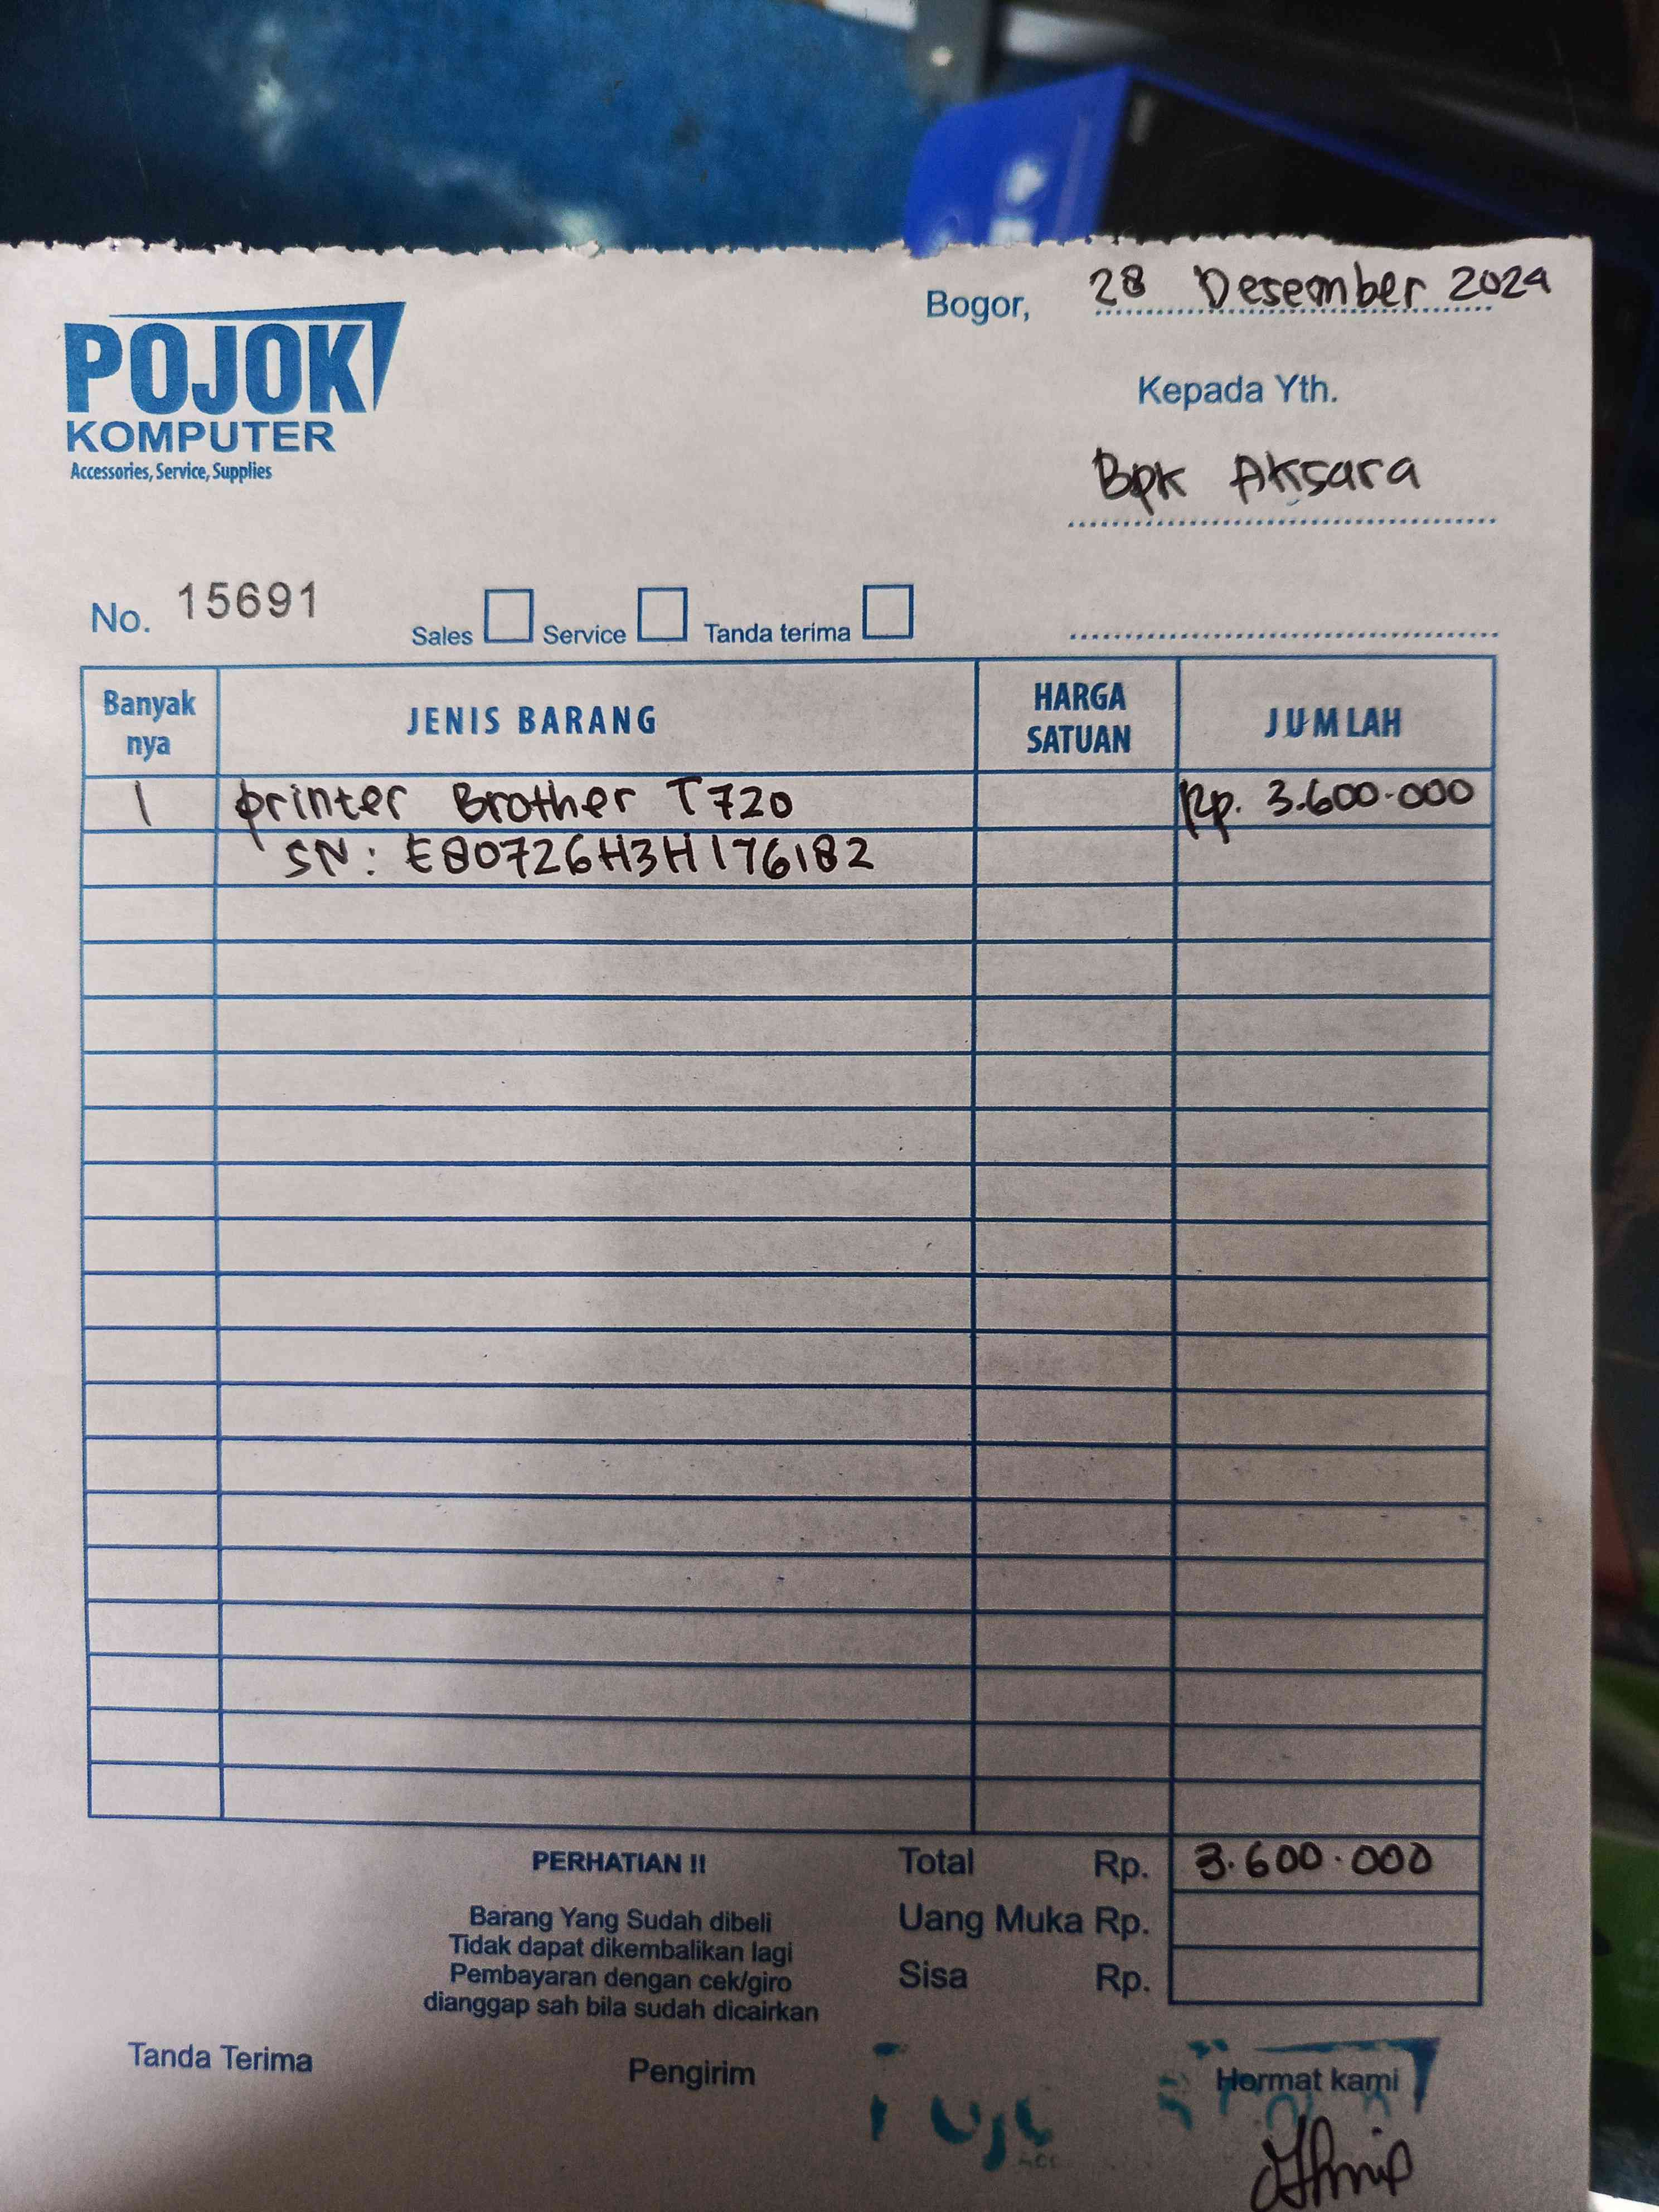 Bogor, 28 Desember 2024
POJOK
KOMPUTER
Accessories, Service, Supplies
Kepada Yth.
Bpk Aksara
No. 15691 Sales Service Tanda terima
Banyak nya JENIS BARANG HARGA SATUAN JUMLAH
1 printer Brother T720 Rp. 3.600.000
SN : E80726H3H176182
PERHATIAN !!
Barang Yang Sudah dibeli
Tidak dapat dikembalikan lagi
Pembayaran dengan cek/giro
dianggap sah bila sudah dicairkan
Total Rp. 3.600.000
Uang Muka Rp.
Sisa Rp.
Tanda Terima
Pengirim
Hormat kami